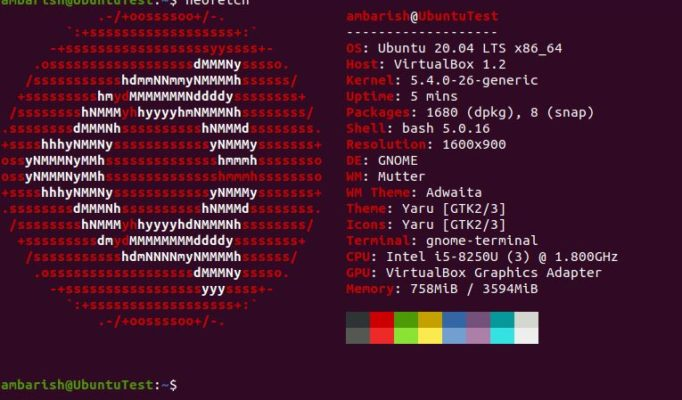 ambarish@UbuntuTest:~$ neofetch
.-/+oossssoo+/-.
`:+ssssssssssssssssss+:`
-+ssssssssssssssssssyyssss+-
.ossssssssssssssssssdMMMNysssso.
/ssssssssssshdmmNNmmyNMMMMhssssss/
+ssssssssshmydMMMMMMMNddddyssssssss+
/sssssssshNMMMyhhyyyyhmNMMMNhssssssss/
.ssssssssdMMMNhsssssssssshNMMMdssssssss.
+sssshhhyNMMNyssssssssssssyNMMMysssssss+
ossyNMMMNyMMhsssssssssssssshmmmhssssssso
ossyNMMMNyMMhsssssssssssssshmmmhssssssso
+sssshhhyNMMNyssssssssssssyNMMMysssssss+
.ssssssssdMMMNhsssssssssshNMMMdssssssss.
/sssssssshNMMMyhhyyyyhdNMMMNhssssssss/
+sssssssssdmydMMMMMMMMddddyssssssss+
/ssssssssssshdmNNNNmyNMMMMhssssss/
.ossssssssssssssssssdMMMNysssso.
-+sssssssssssssssssyyyssss+-
`:+ssssssssssssssssss+:`
.-/+oossssoo+/-.
ambarish@UbuntuTest
-------------------
OS: Ubuntu 20.04 LTS x86_64
Host: VirtualBox 1.2
Kernel: 5.4.0-26-generic
Uptime: 5 mins
Packages: 1680 (dpkg), 8 (snap)
Shell: bash 5.0.16
Resolution: 1600x900
DE: GNOME
WM: Mutter
WM Theme: Adwaita
Theme: Yaru [GTK2/3]
Icons: Yaru [GTK2/3]
Terminal: gnome-terminal
CPU: Intel i5-8250U (3) @ 1.800GHz
GPU: VirtualBox Graphics Adapter
Memory: 758MiB / 3594MiB
ambarish@UbuntuTest:~$